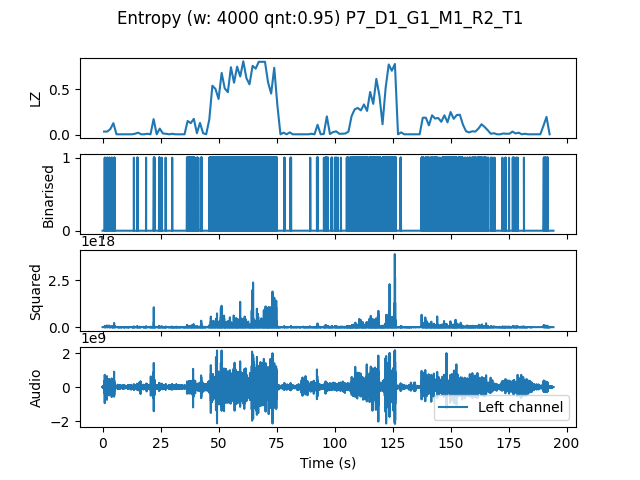 Entropy (w: 4000 qnt:0.95) P7_D1_G1_M1_R2_T1
LZ
0.5
0.0
Binarised
1
0
1e18
Squared
2.5
0.0
1e9
Audio
2
0
−2
Left channel
0 25 50 75 100 125 150 175 200
Time (s)